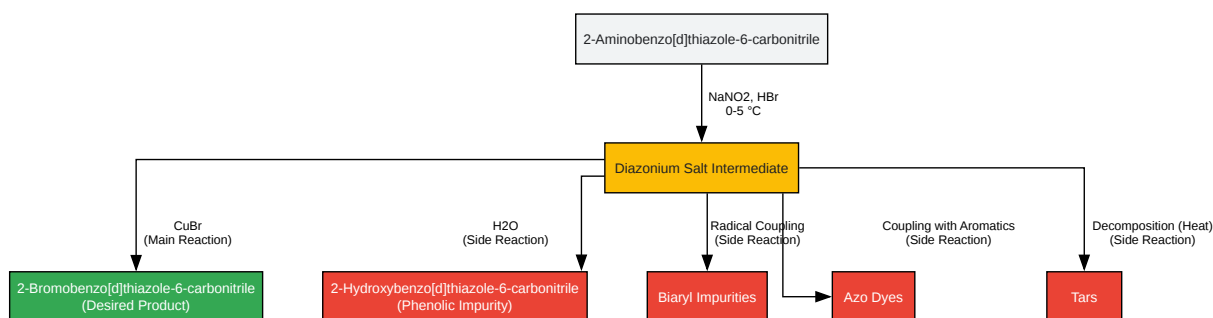 2-Aminobenzo[d]thiazole-6-carbonitrile
NaNO2, HBr
0-5 °C
Diazonium Salt Intermediate
CuBr
(Main Reaction)
H2O
(Side Reaction)
Radical Coupling
(Side Reaction)
Coupling with Aromatics
(Side Reaction)
Decomposition (Heat)
(Side Reaction)
2-Bromobenzo[d]thiazole-6-carbonitrile
(Desired Product)
2-Hydroxybenzo[d]thiazole-6-carbonitrile
(Phenolic Impurity)
Biaryl Impurities
Azo Dyes
Tars